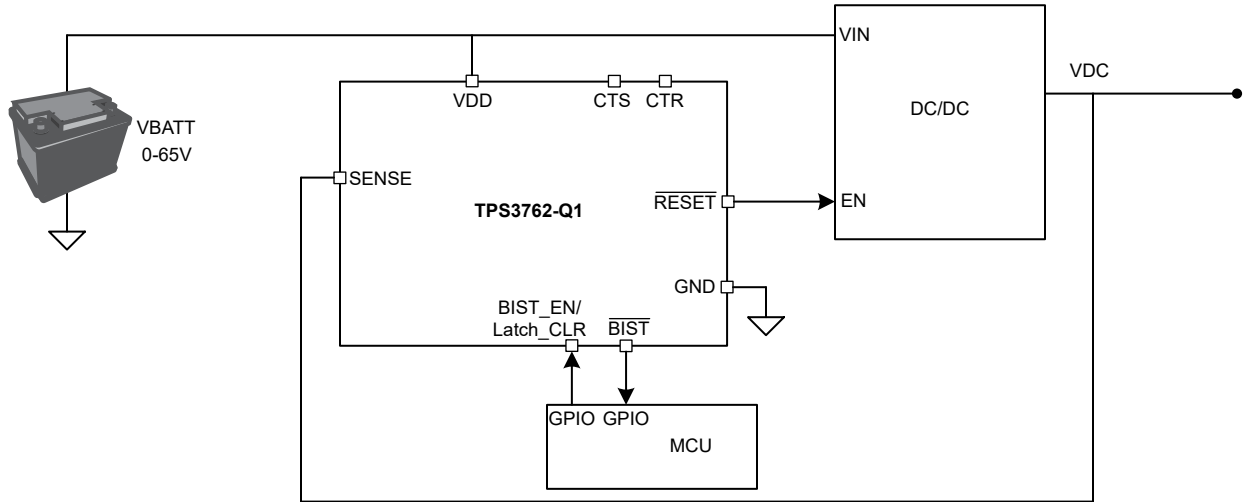 VIN
VDC
VDD
CTS
CTR
DC/DC
VBATT
0-65V
SENSE
TPS3762-Q1
RESET
EN
GND
BIST_EN/
Latch_CLR
BIST
GPIO
GPIO
MCU